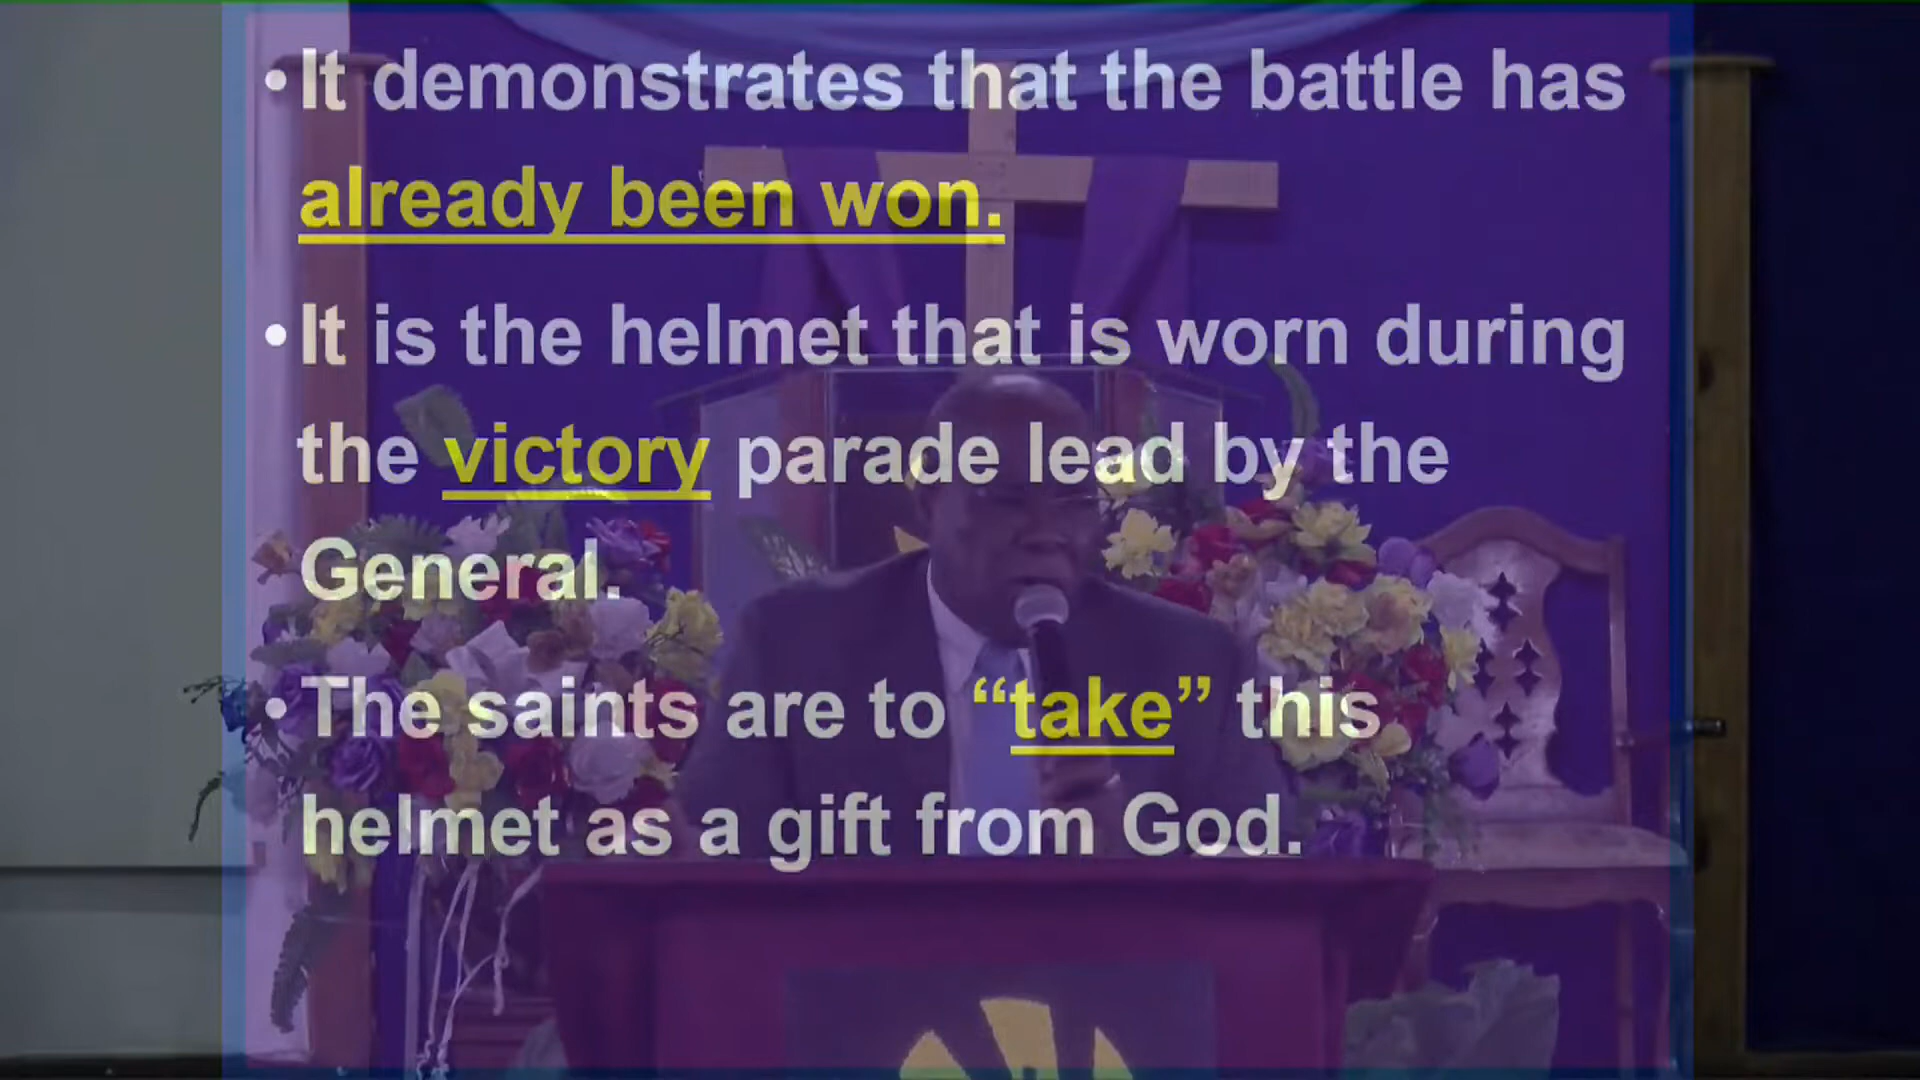 •It demonstrates that the battle has
already been won.
•It is the helmet that is worn during
the victory parade lead by the
General.
•The saints are to “take” this
helmet as a gift from God.